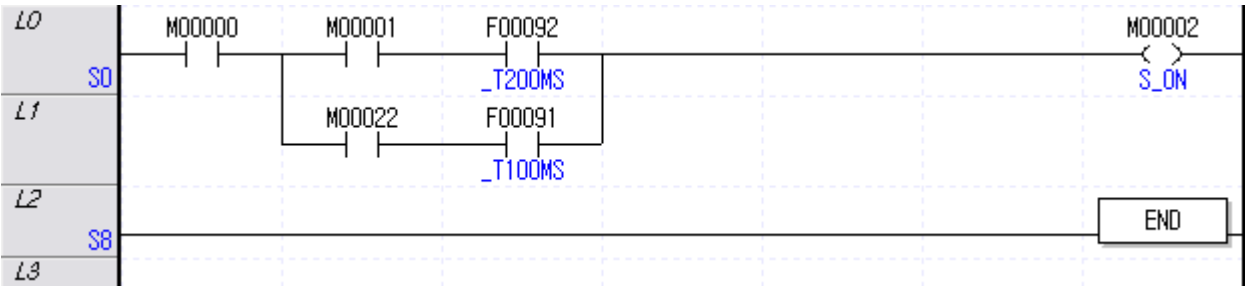 L0
M00000 M00001 F00092 M00002
S0 _T200MS S_ON
L1
M00022 F00091
_T100MS
L2
END
S8
L3